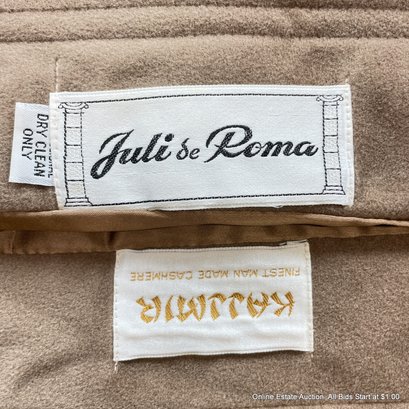 Juli de Roma
DRY CLEAN
ONLY
KASJMIR
FINEST MAN MADE CASHMERE
Online Estate Auction, All Bids Start at $1.00